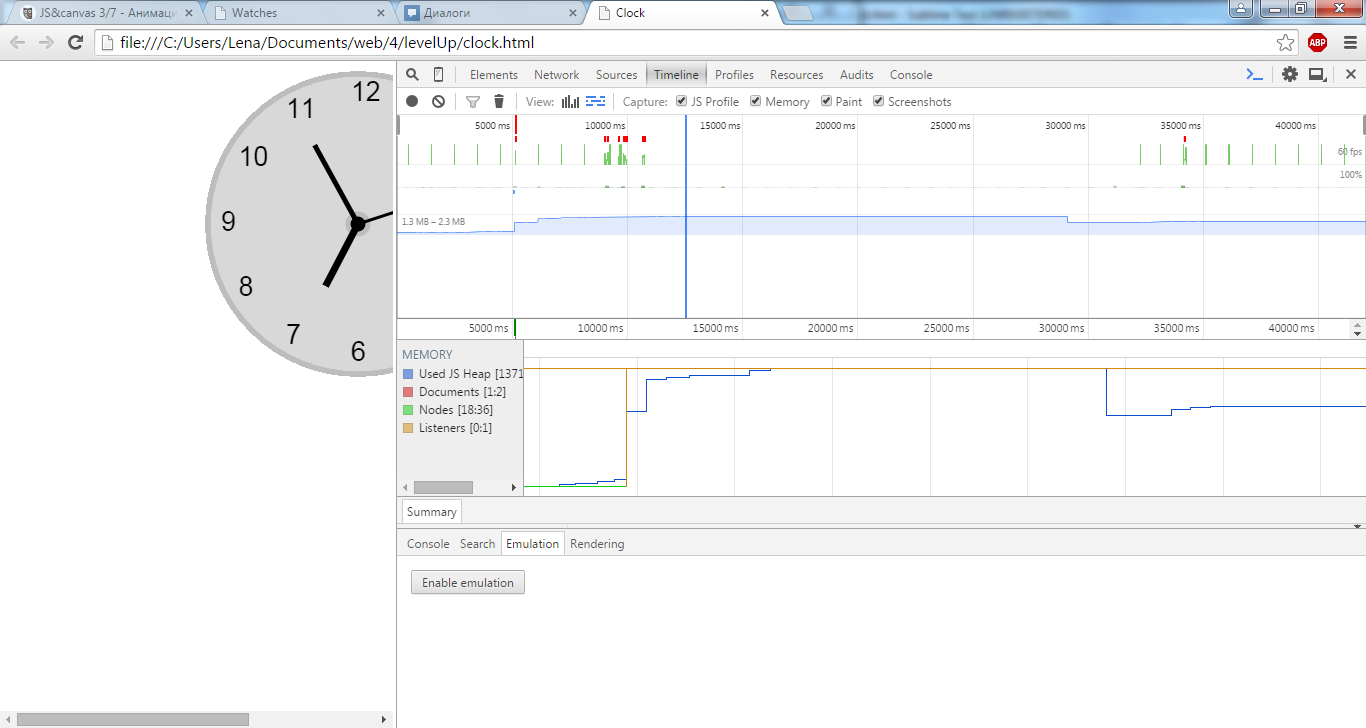 JS&canvas 3/7 - Анимаци
Watches
Диалоги
Clock
file:///C:/Users/Lena/Documents/web/4/levelUp/clock.html
ABP
Elements Network Sources Timeline Profiles Resources Audits Console
View: Capture: JS Profile Memory Paint Screenshots
5000 ms 10000 ms 15000 ms 20000 ms 25000 ms 30000 ms 35000 ms 40000 ms
60 fps
100%
1.3 MB – 2.3 MB
5000 ms 10000 ms 15000 ms 20000 ms 25000 ms 30000 ms 35000 ms 40000 ms
12
11
10
9
8
7
6
MEMORY
Used JS Heap [1371
Documents [1:2]
Nodes [18:36]
Listeners [0:1]
Summary
Console Search Emulation Rendering
Enable emulation